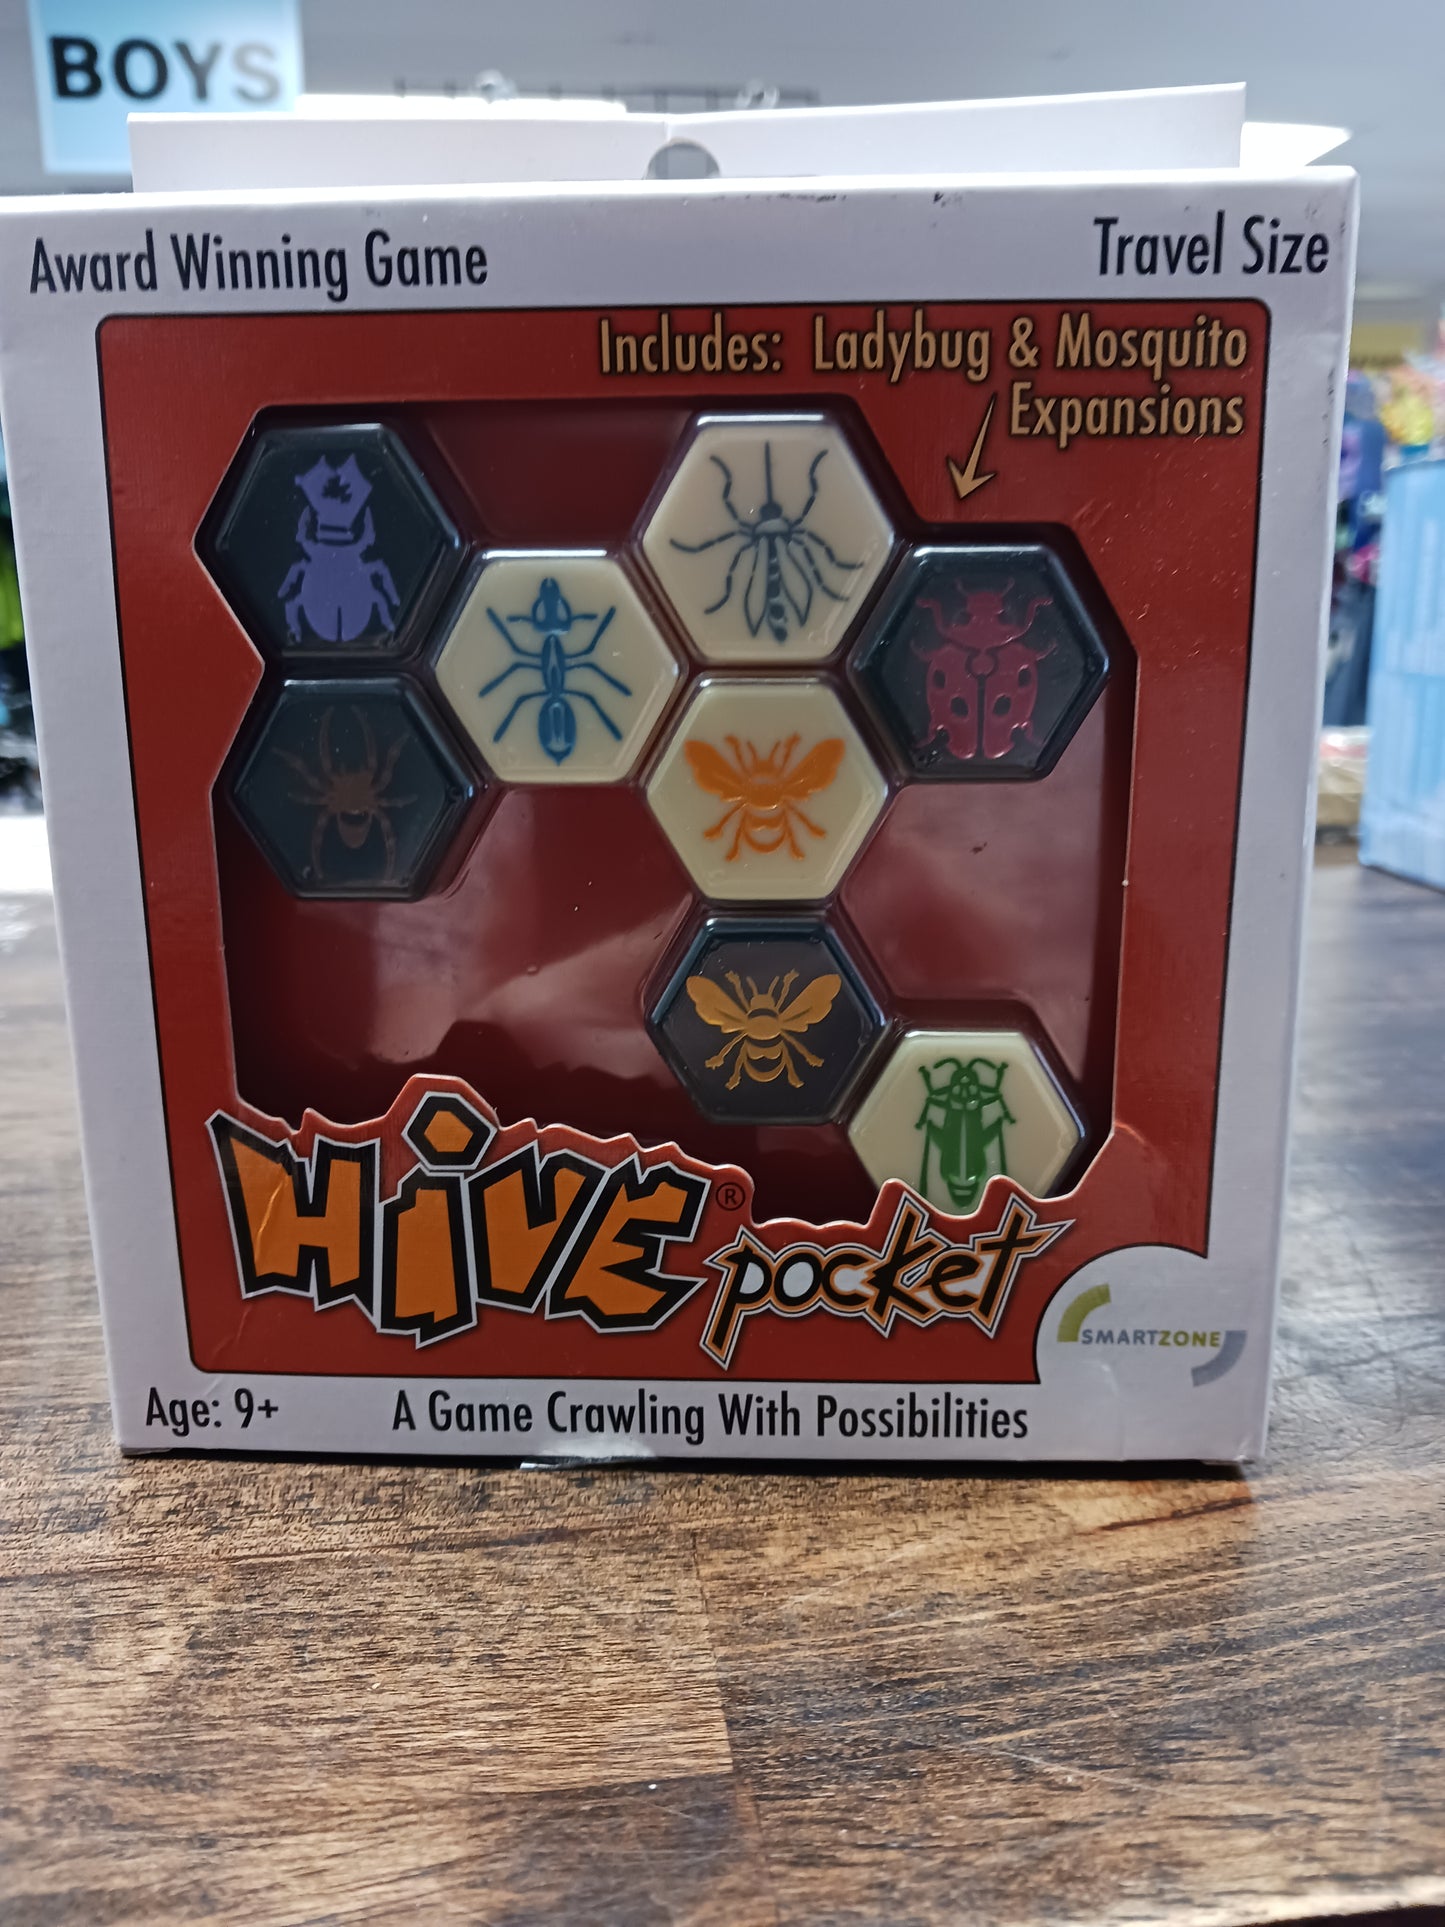 BOYS
Award Winning Game
Travel Size
Includes: Ladybug & Mosquito
Expansions
HiVE®
pocket
SMARTZONE
Age: 9+
A Game Crawling With Possibilities